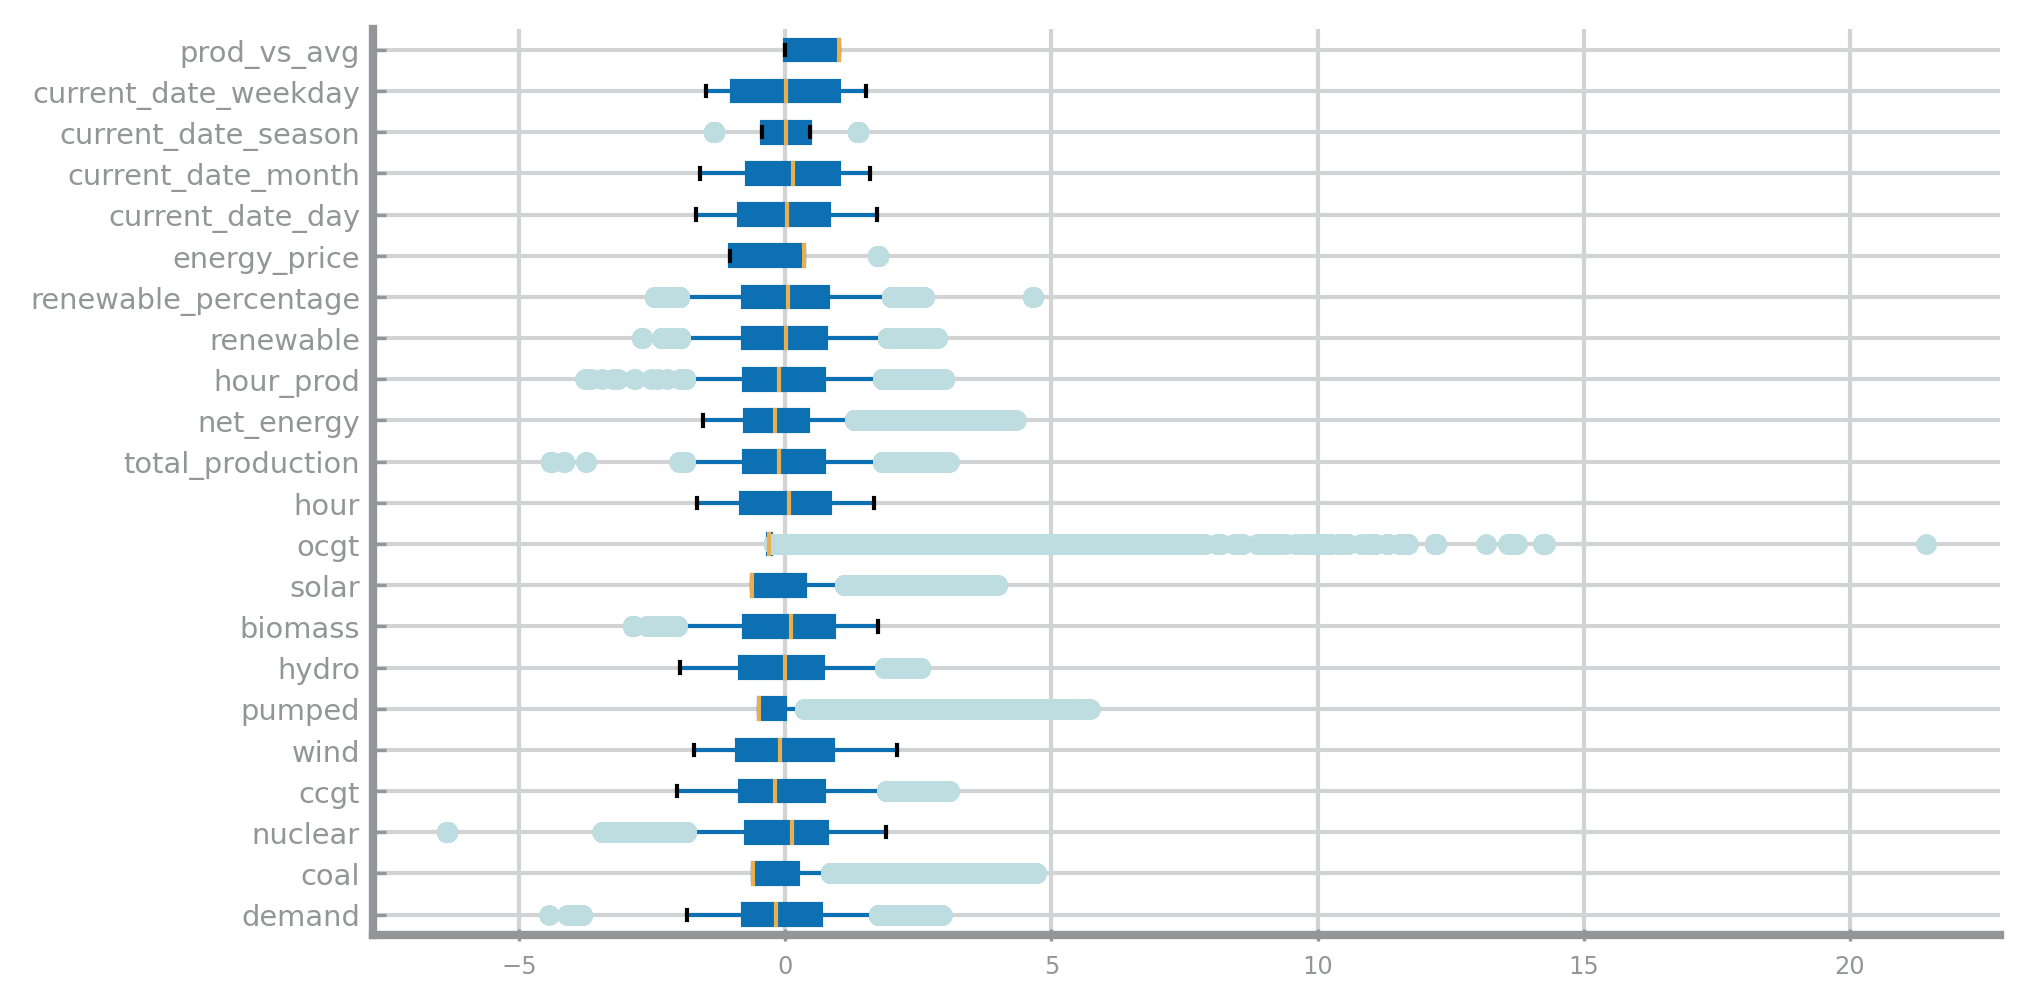 prod_vs_avg
current_date_weekday
current_date_season
current_date_month
current_date_day
energy_price
renewable_percentage
renewable
hour_prod
net_energy
total_production
hour
ocgt
solar
biomass
hydro
pumped
wind
ccgt
nuclear
coal
demand
−5 0 5 10 15 20